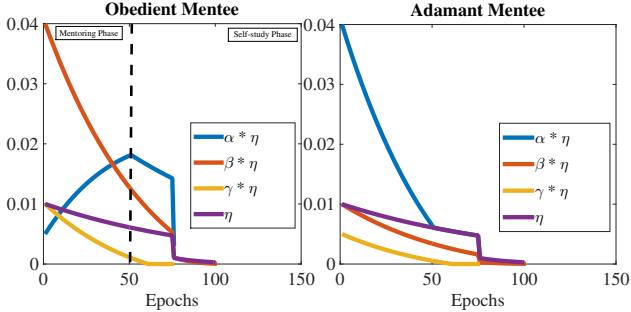 Obedient Mentee
Mentoring Phase
Self-study Phase
0.04
0.03
0.02
0.01
0
0
50
100
150
Epochs
α * η
β * η
γ * η
η
Adamant Mentee
0.04
0.03
0.02
0.01
0
0
50
100
150
Epochs
α * η
β * η
γ * η
η